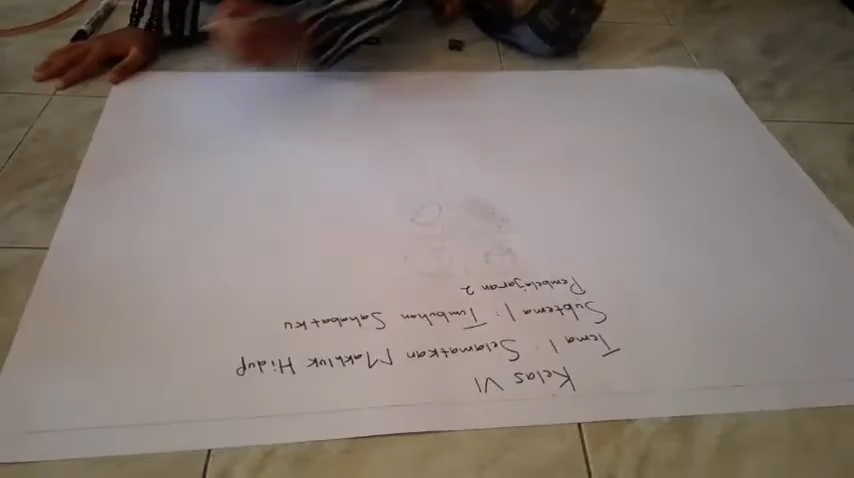 Kelas VI
Tema 1: Selamatkan Makhluk Hidup
Subtema 1: Tumbuhan Sahabatku
Pembelajaran 2